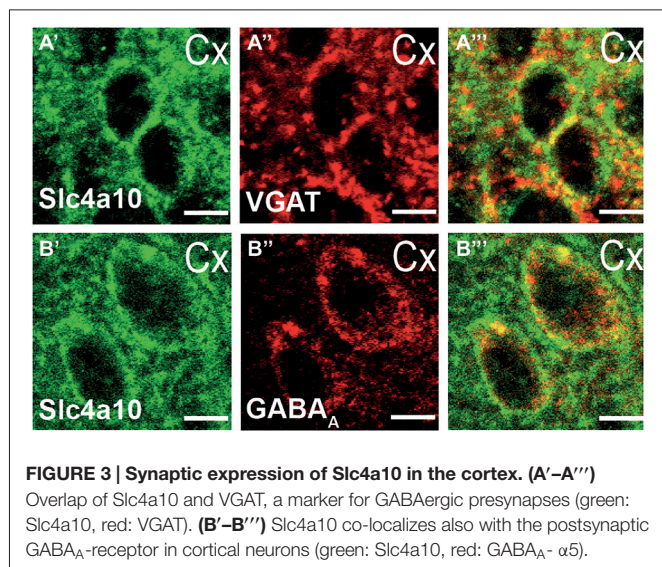 A′ Cx A″ Cx A‴ Cx
Slc4a10 VGAT
B′ Cx B″ Cx B‴ Cx
Slc4a10 GABAA
FIGURE 3 | Synaptic expression of Slc4a10 in the cortex. (A′–A‴)
Overlap of Slc4a10 and VGAT, a marker for GABAergic presynapses (green:
Slc4a10, red: VGAT). (B′–B‴) Slc4a10 co-localizes also with the postsynaptic
GABAA-receptor in cortical neurons (green: Slc4a10, red: GABAA- α5).